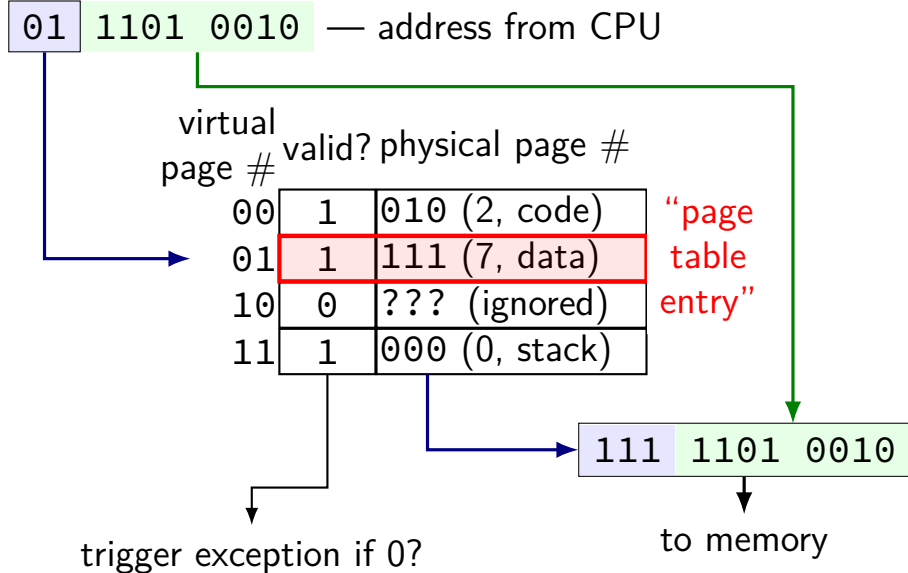 01 1101 0010 — address from CPU
virtual
page #
valid? physical page #
00 1 010 (2, code)
01 1 111 (7, data)
10 0 ??? (ignored)
11 1 000 (0, stack)
“page
table
entry”
111 1101 0010
to memory
trigger exception if 0?